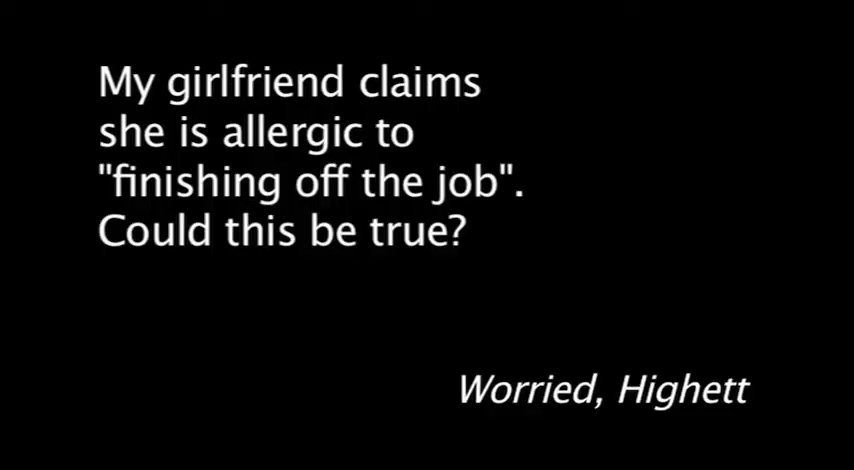 My girlfriend claims
she is allergic to
"finishing off the job".
Could this be true?
Worried, Highett